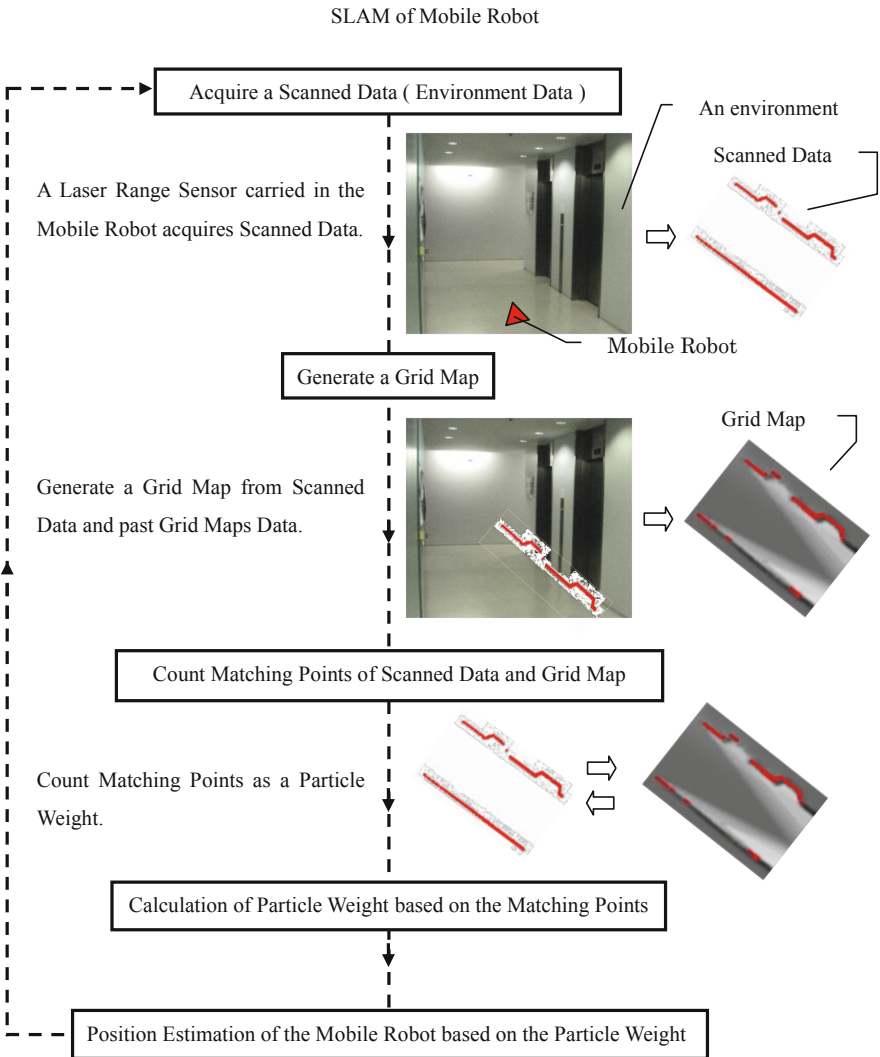 SLAM of Mobile Robot
Acquire a Scanned Data ( Environment Data )
An environment
Scanned Data
A Laser Range Sensor carried in the
Mobile Robot acquires Scanned Data.
Mobile Robot
Generate a Grid Map
Grid Map
Generate a Grid Map from Scanned
Data and past Grid Maps Data.
Count Matching Points of Scanned Data and Grid Map
Count Matching Points as a Particle
Weight.
Calculation of Particle Weight based on the Matching Points
Position Estimation of the Mobile Robot based on the Particle Weight